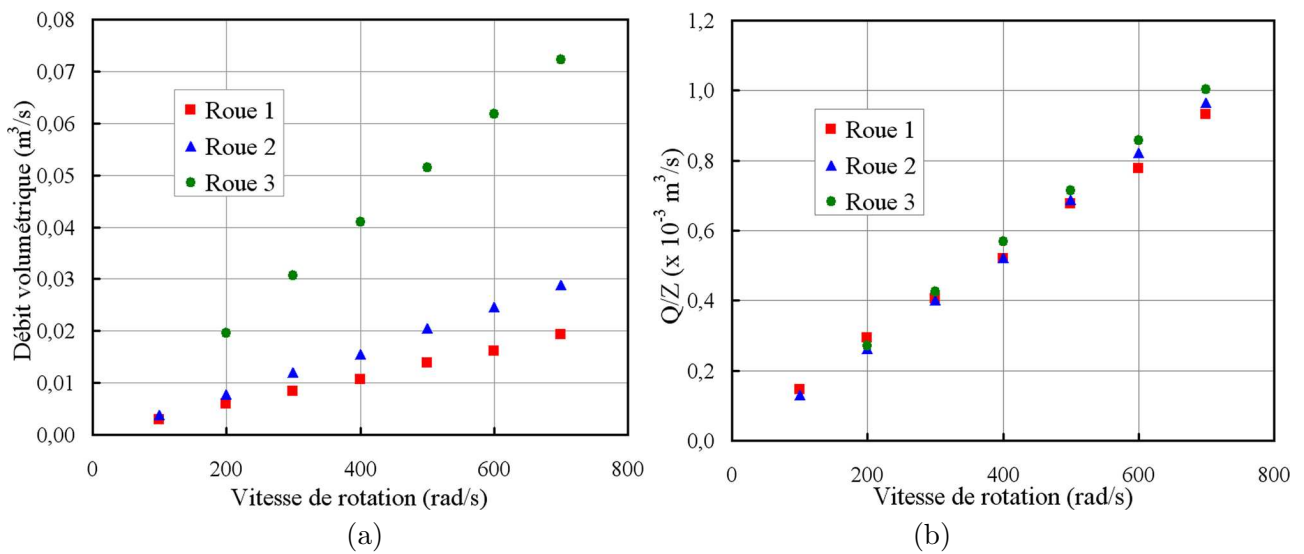 0,08
0,07
0,06
0,05
0,04
0,03
0,02
0,01
0,00
Débit volumétrique (m³/s)
Roue 1
Roue 2
Roue 3
0 200 400 600 800
Vitesse de rotation (rad/s)
(a)
1,2
1,0
0,8
0,6
0,4
0,2
0,0
Q/Z (x 10⁻³ m³/s)
Roue 1
Roue 2
Roue 3
0 200 400 600 800
Vitesse de rotation (rad/s)
(b)